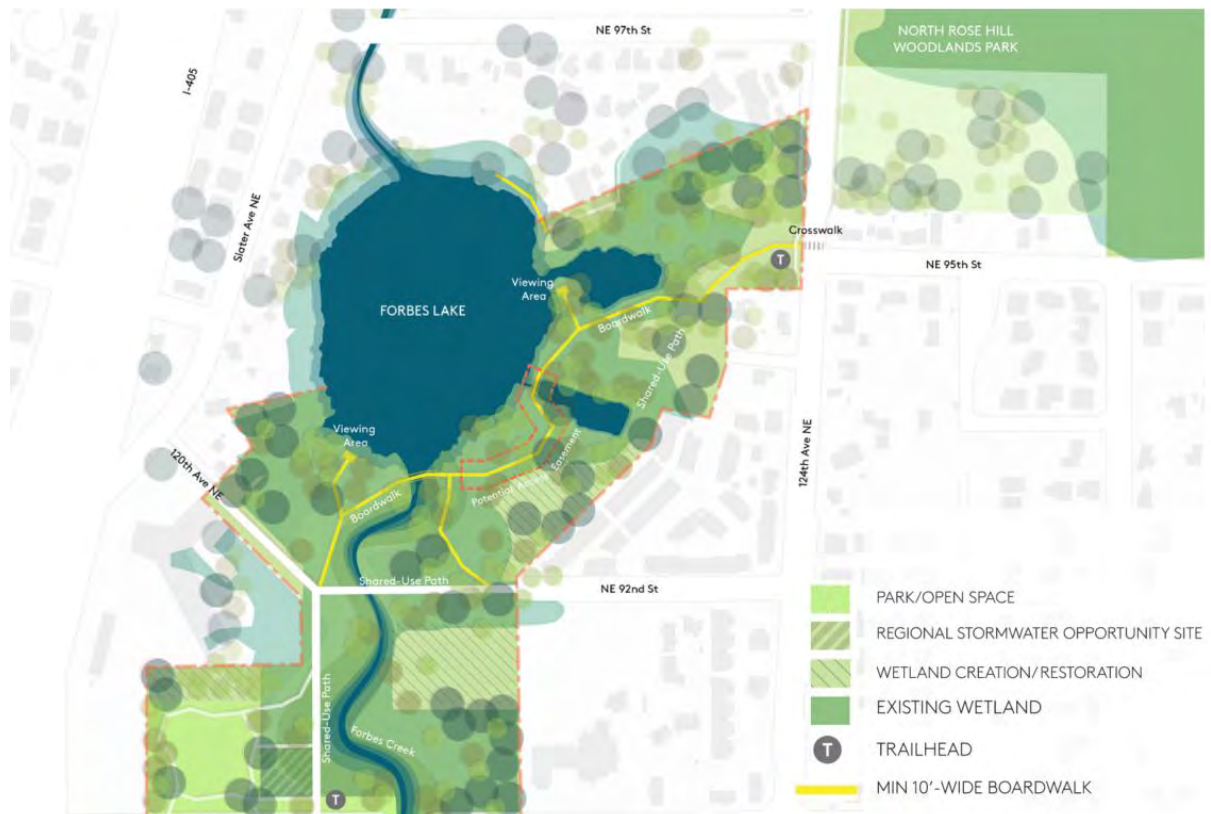 NE 97th St
NORTH ROSE HILL
WOODLANDS PARK
I-405
Slater Ave NE
Crosswalk
T
NE 95th St
Viewing
Area
FORBES LAKE
Boardwalk
Shared-Use Path
Viewing
Area
124th Ave NE
120th Ave NE
Potential Access Easement
Boardwalk
Shared-Use Path
NE 92nd St
Shared-Use Path
Forbes Creek
T
PARK/OPEN SPACE
REGIONAL STORMWATER OPPORTUNITY SITE
WETLAND CREATION/RESTORATION
EXISTING WETLAND
T TRAILHEAD
MIN 10'-WIDE BOARDWALK